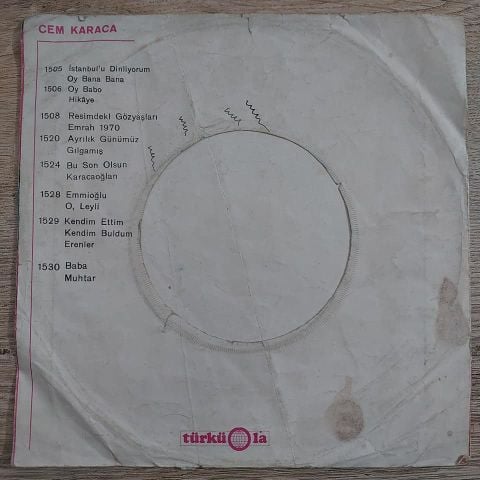 CEM KARACA
1505 İstanbul'u Dinliyorum
Oy Bana Bana
1506 Oy Babo
Hikâye
1508 Resimdeki Gözyaşları
Emrah 1970
1520 Ayrılık Günümüz
Gılgamış
1524 Bu Son Olsun
Karacaoğlan
1528 Emmioğlu
O, Leyli
1529 Kendim Ettim
Kendim Buldum
Erenler
1530 Baba
Muhtar
türkü la